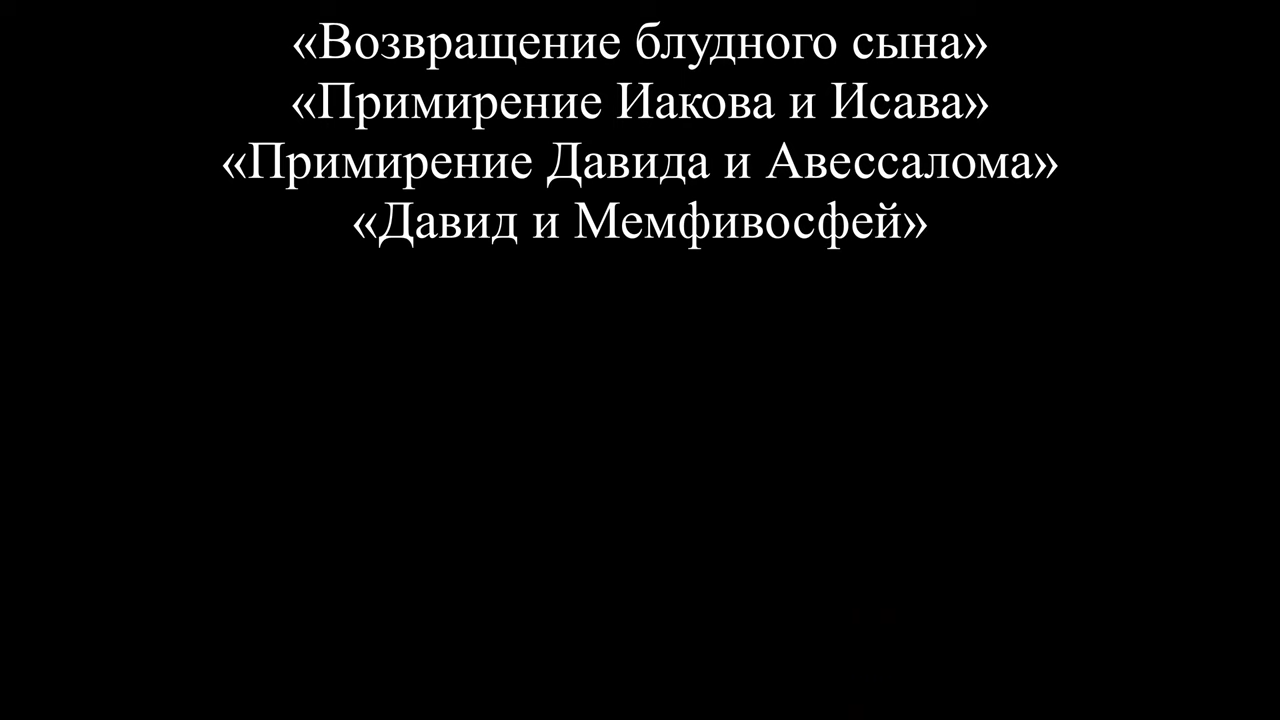 «Возвращение блудного сына»
«Примирение Иакова и Исава»
«Примирение Давида и Авессалома»
«Давид и Мемфивосфей»